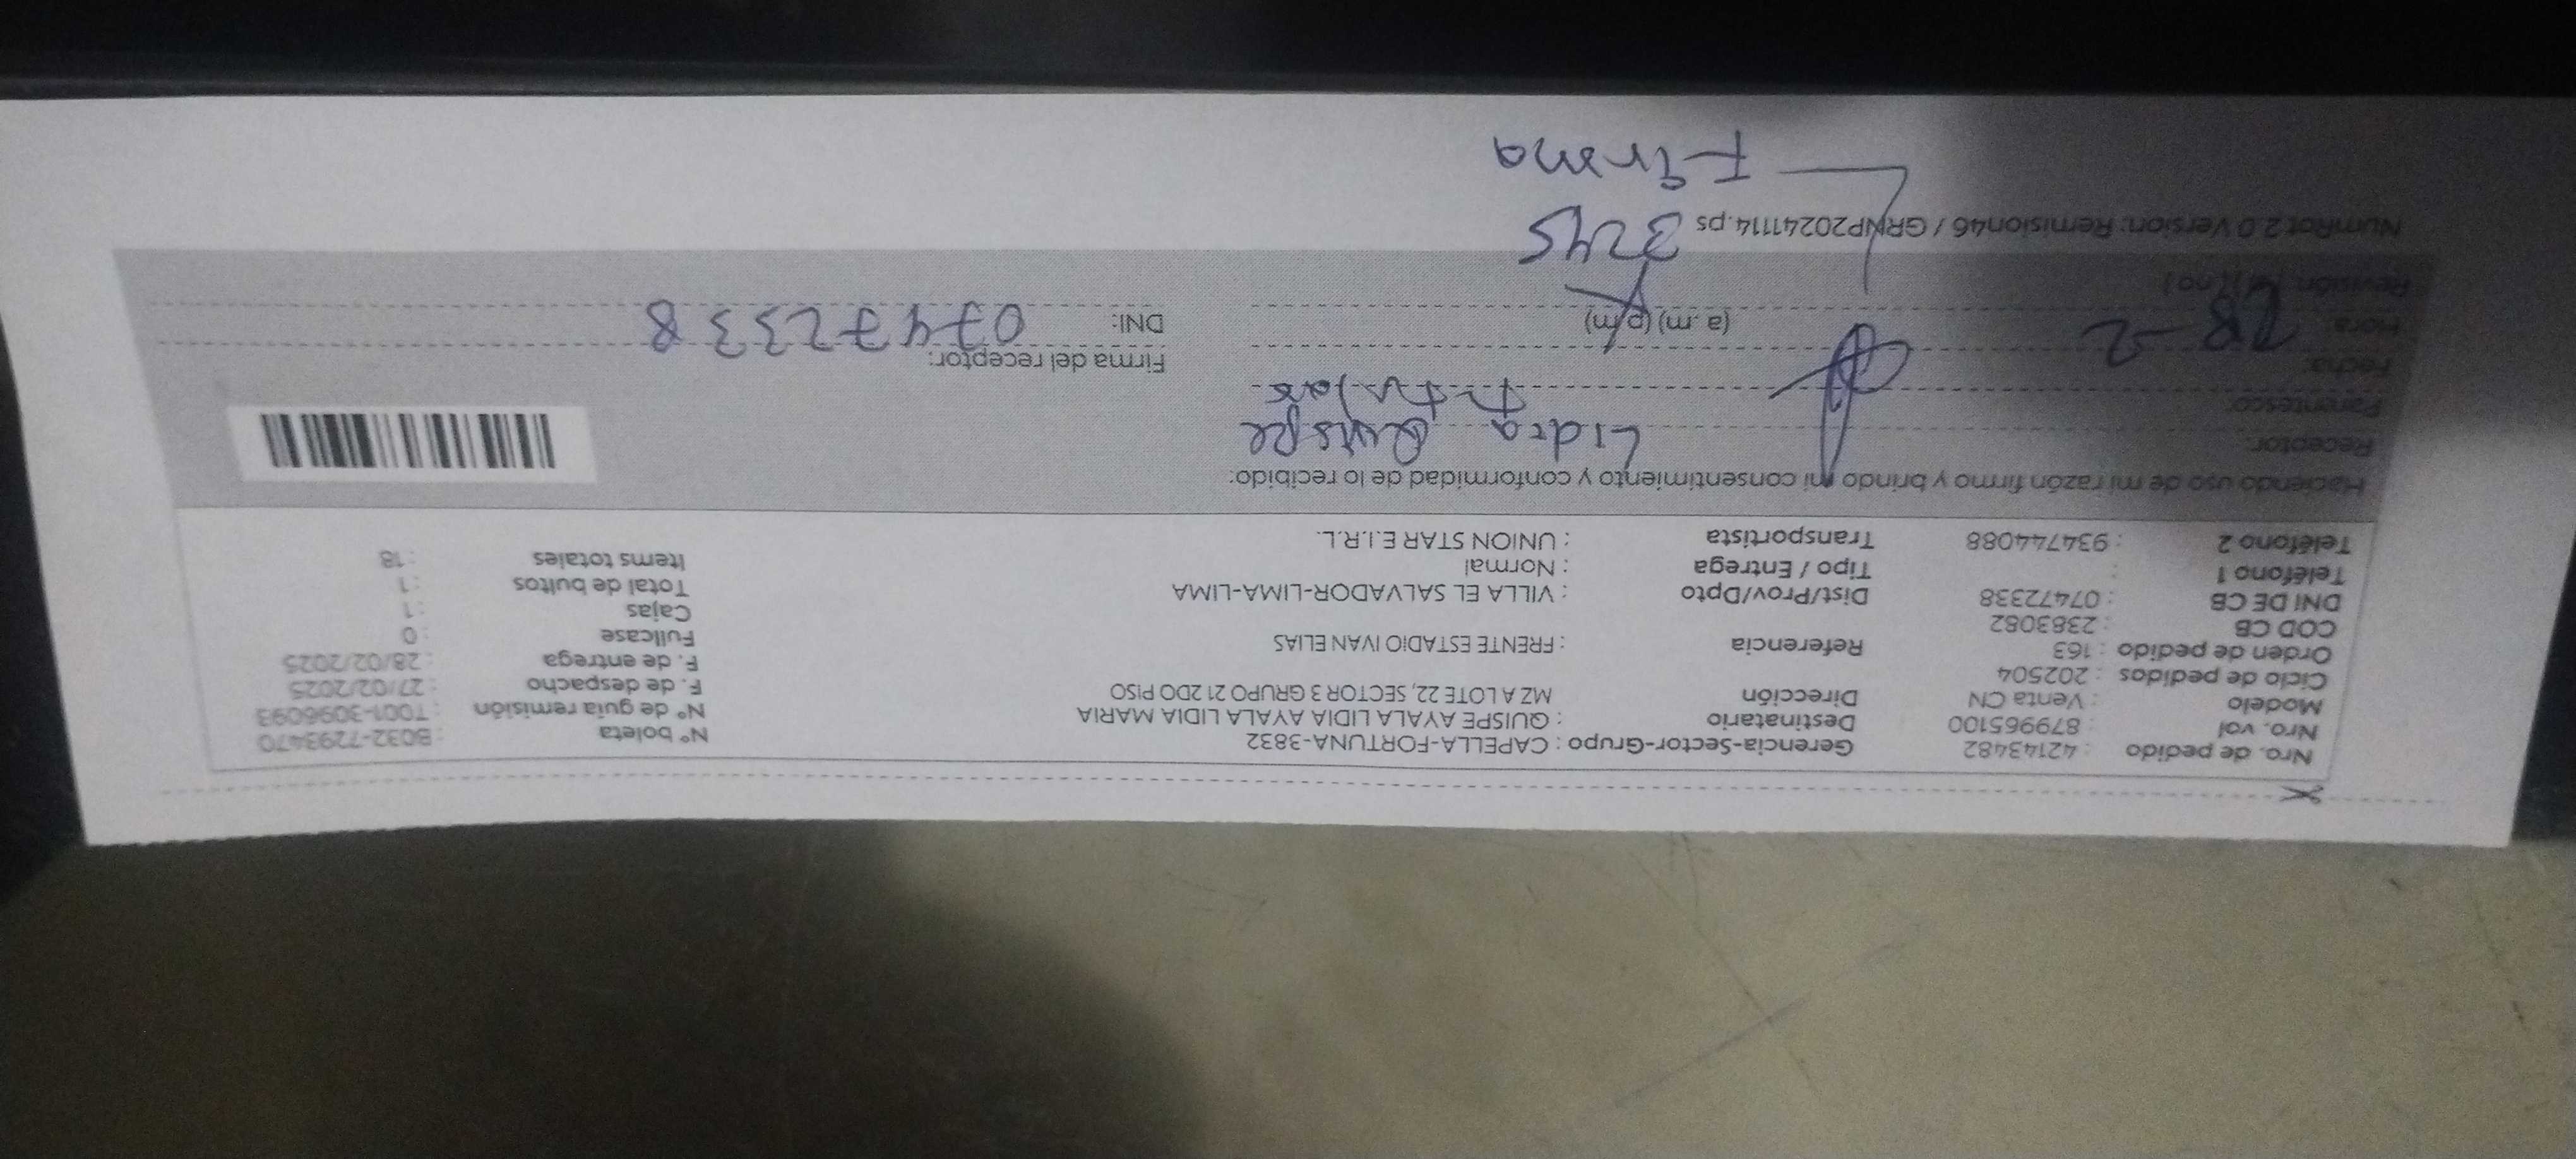 Nro. de pedido : 42143482 Gerencia-Sector-Grupo : CAPELLA-FORTUNA-3832 N° boleta : B032-7293470
Nro. vol : 879965100 Destinatario : QUISPE AYALA LIDIA AYALA LIDIA MARIA N° de guia remisión : T001-3096093
Modelo : Venta CN Dirección MZ A LOTE 22, SECTOR 3 GRUPO 21 2DO PISO F. de despacho : 27/02/2025
Ciclo de pedidos : 202504 F. de entrega : 28/02/2025
Orden de pedido : 163 Referencia : FRENTE ESTADIO IVAN ELIAS Fullcase : 0
COD CB : 2383082 Cajas : 1
DNI DE CB : 07472338 Dist/Prov/Dpto : VILLA EL SALVADOR-LIMA-LIMA Total de bultos : 1
Teléfono 1 : Tipo / Entrega : Normal Items totales : 18
Teléfono 2 : 934744088 Transportista : UNION STAR E.I.R.L.
Haciendo uso de mi razón firmo y brindo mi consentimiento y conformidad de lo recibido:
Receptor: Lidia Quispe
Parentesco:
Fecha: 28-2 Firma del receptor:
Hora: (a.m) (p.m) DNI: 07472338
Revisión
3245
NumRot 2.0 Version: Remision46 / GRNP20241114.ps
Firma